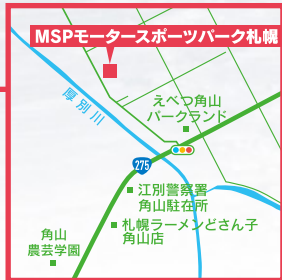 MSPモータースポーツパーク札幌
厚別川
えべつ角山
パークランド
275
江別警察署
角山駐在所
札幌ラーメンどさん子
角山店
角山
農芸学園